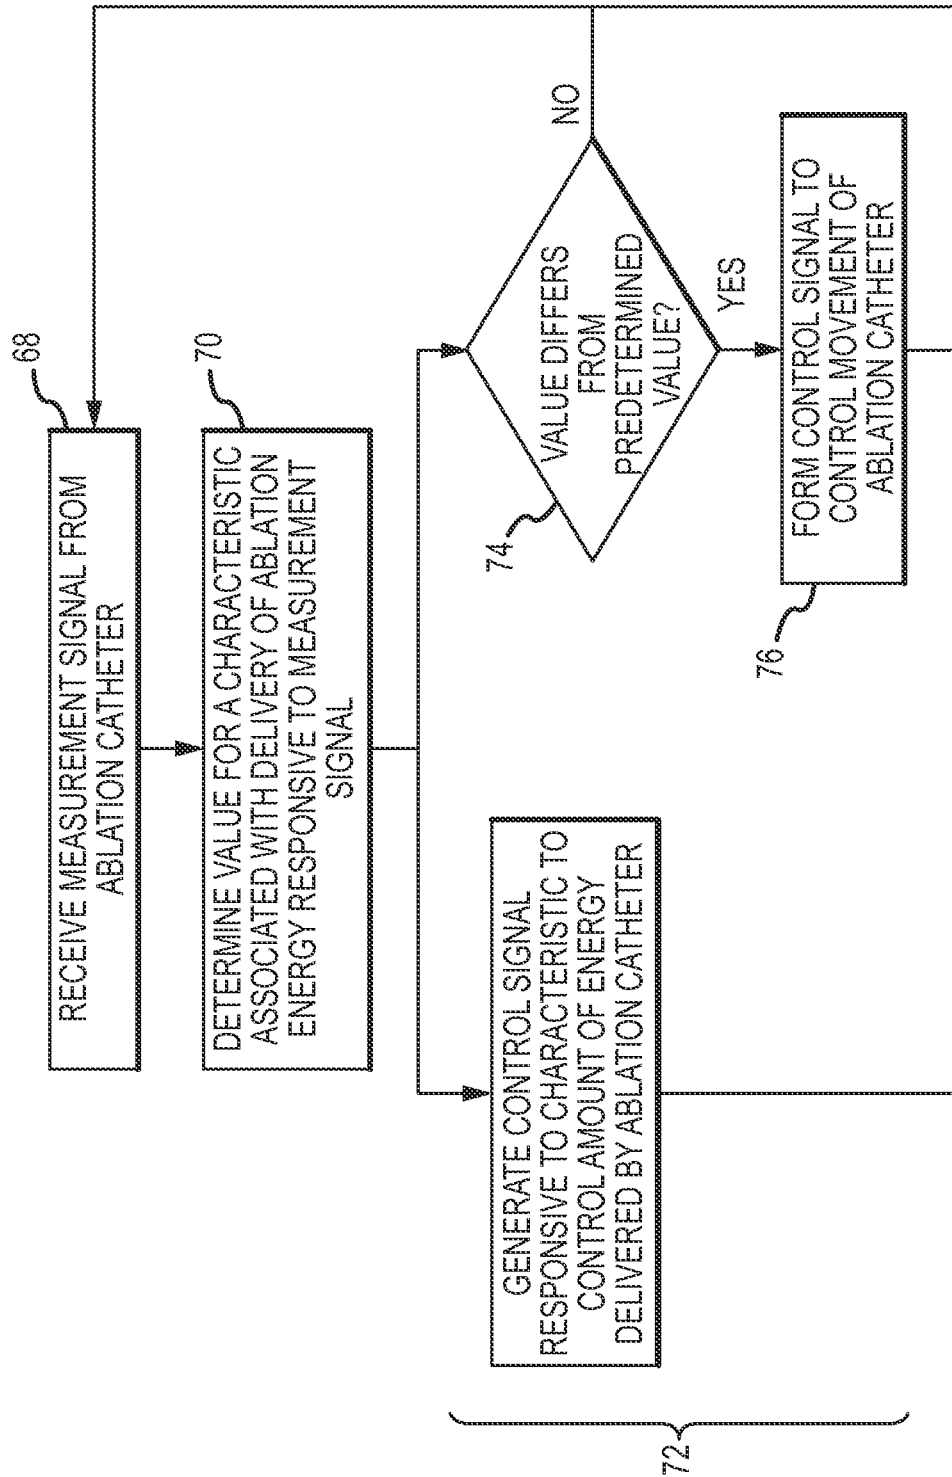 68
RECEIVE MEASUREMENT SIGNAL FROM
ABLATION CATHETER
70
DETERMINE VALUE FOR A CHARACTERISTIC
ASSOCIATED WITH DELIVERY OF ABLATION
ENERGY RESPONSIVE TO MEASUREMENT
SIGNAL
72
GENERATE CONTROL SIGNAL
RESPONSIVE TO CHARACTERISTIC TO
CONTROL AMOUNT OF ENERGY
DELIVERED BY ABLATION CATHETER
74
VALUE DIFFERS
FROM
PREDETERMINED
VALUE?
NO
YES
76
FORM CONTROL SIGNAL TO
CONTROL MOVEMENT OF
ABLATION CATHETER